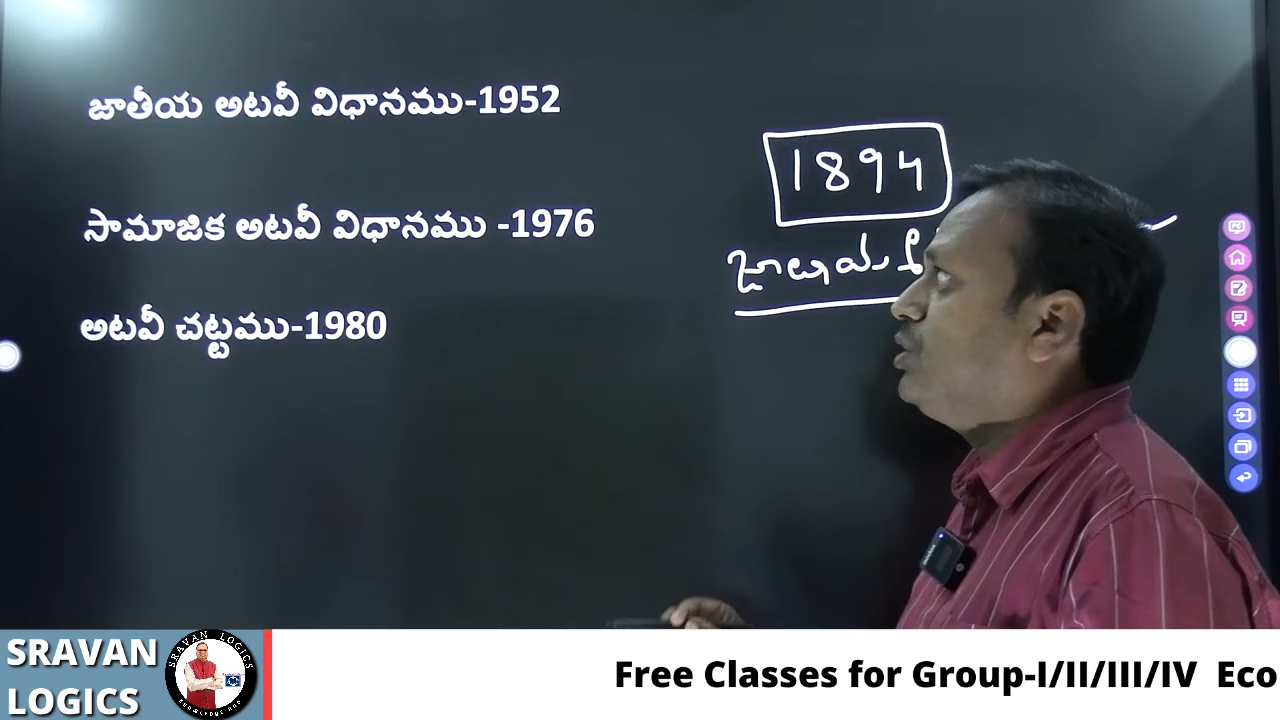 జాతీయ అటవీ విధానము-1952
సామాజిక అటవీ విధానము -1976
అటవీ చట్టము-1980
1894
SRAVAN
LOGICS
SRAVAN LOGICS
Free Classes for Group-I/II/III/IV Eco